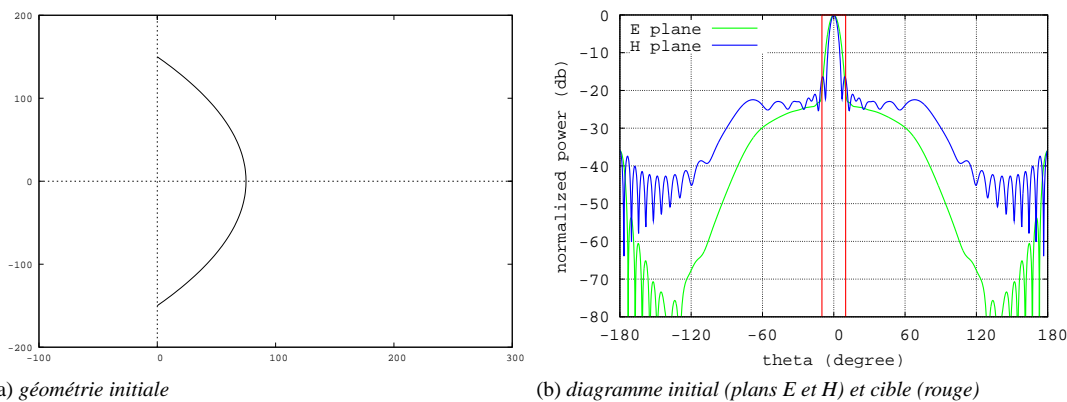 200
100
0
-100
-200
-100 0 100 200 300
E plane
H plane
0
-10
-20
-30
-40
-50
-60
-70
-80
normalized power (db)
-180 -120 -60 0 60 120 180
theta (degree)
a) géométrie initiale
(b) diagramme initial (plans E et H) et cible (rouge)